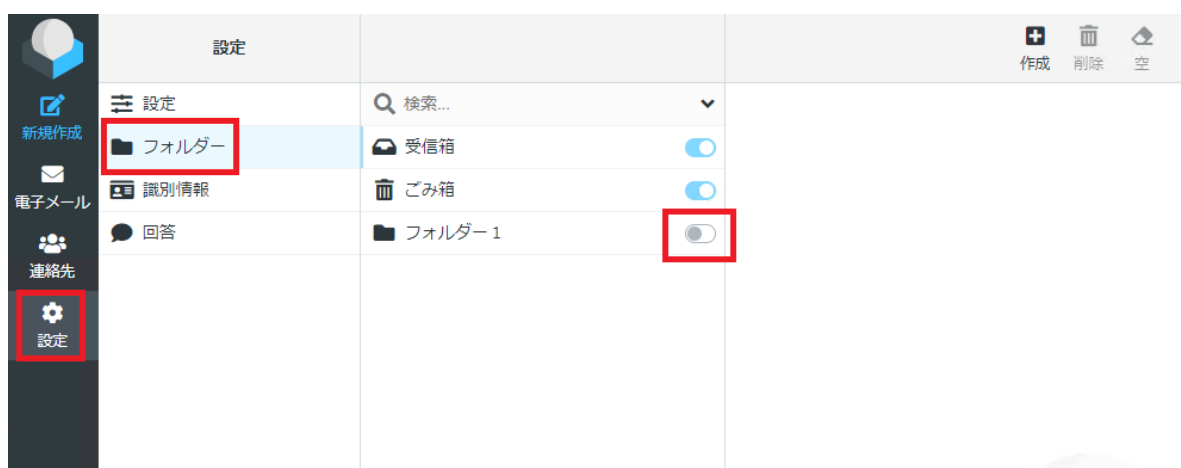 設定
作成
削除
空
新規作成
電子メール
連絡先
設定
設定
フォルダー
識別情報
回答
検索...
受信箱
ごみ箱
フォルダー 1